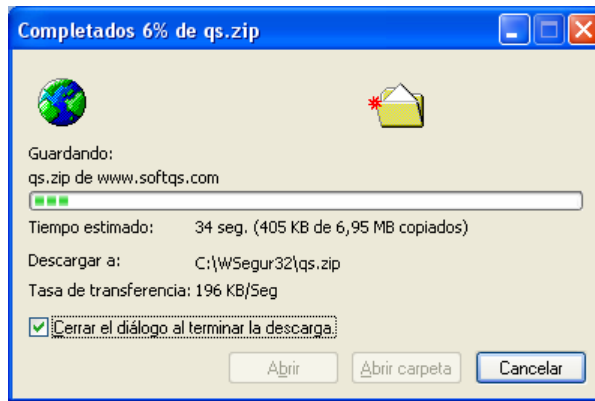 Completados 6% de qs.zip
Guardando:
qs.zip de www.softqs.com
Tiempo estimado: 34 seg. (405 KB de 6,95 MB copiados)
Descargar a: C:\WSegur32\qs.zip
Tasa de transferencia: 196 KB/Seg
Cerrar el diálogo al terminar la descarga.
Abrir Abrir carpeta Cancelar